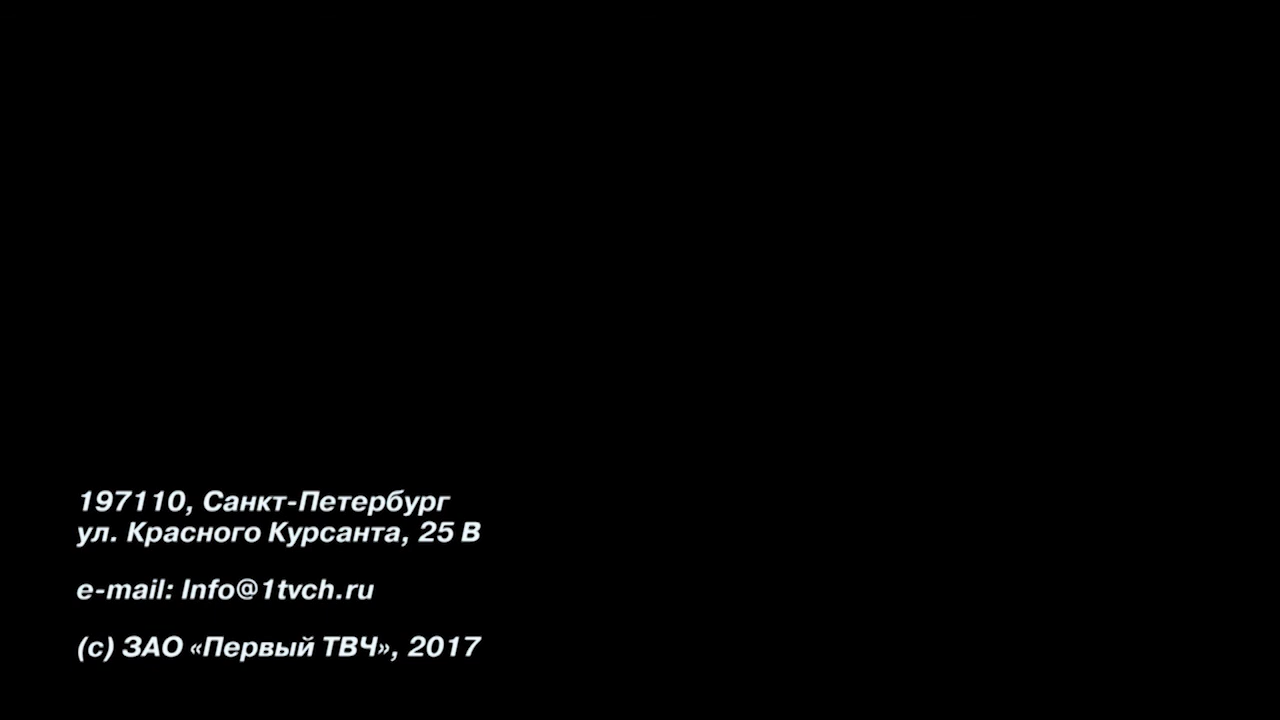 197110, Санкт-Петербург
ул. Красного Курсанта, 25 В
e-mail: Info@1tvch.ru
(с) ЗАО «Первый ТВЧ», 2017